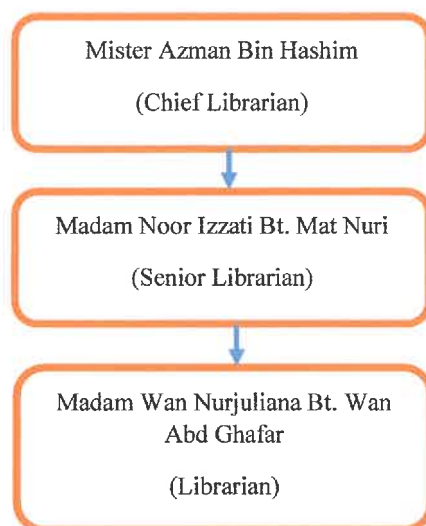 Mister Azman Bin Hashim
(Chief Librarian)
Madam Noor Izzati Bt. Mat Nuri
(Senior Librarian)
Madam Wan Nurjuliana Bt. Wan
Abd Ghafar
(Librarian)